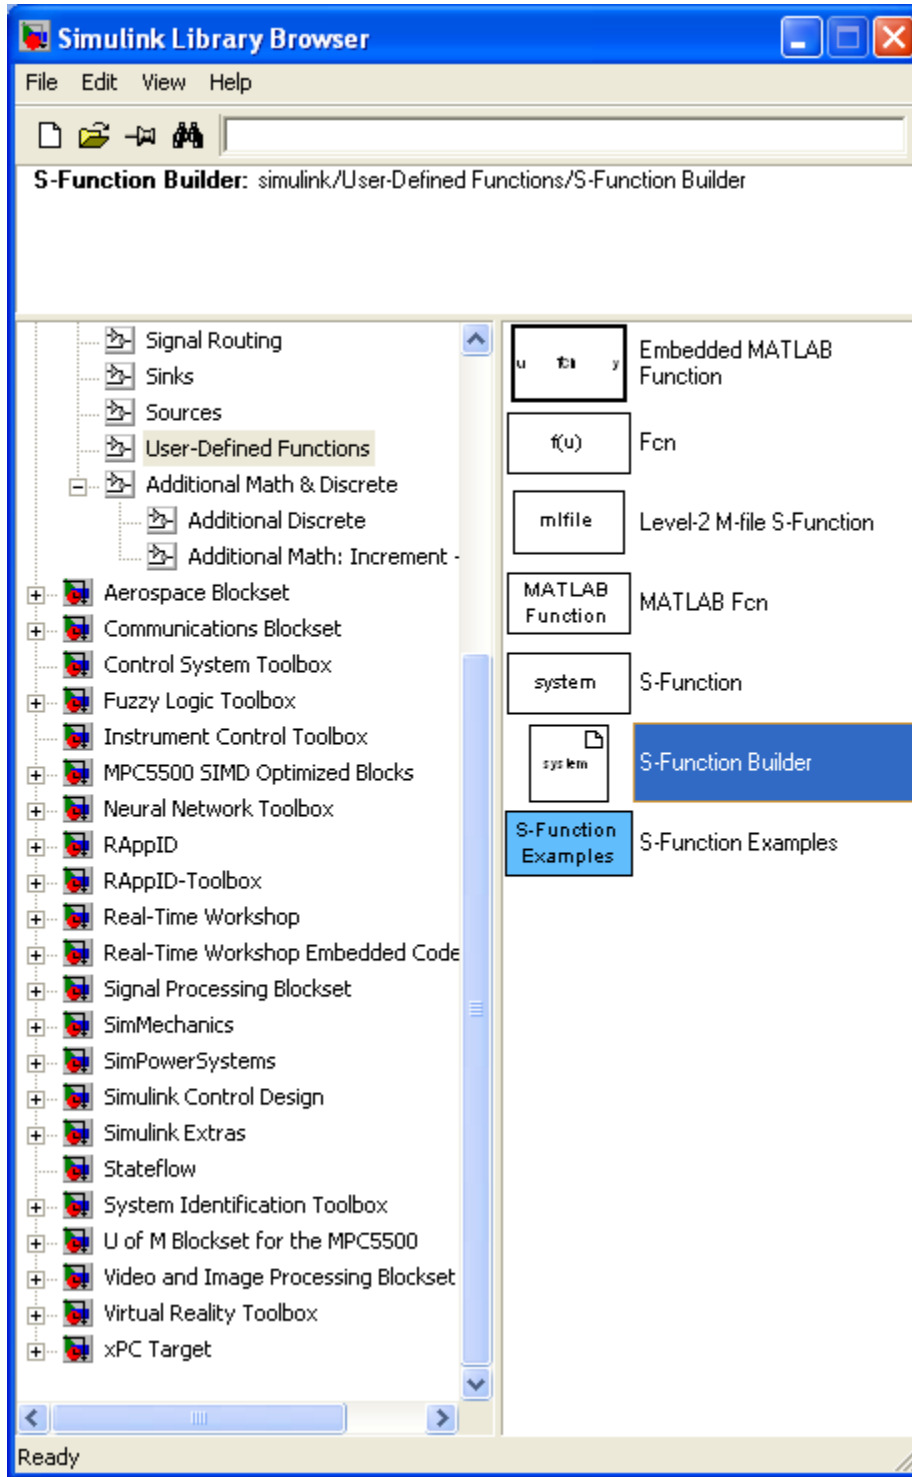 Simulink Library Browser
File Edit View Help
S-Function Builder: simulink/User-Defined Functions/S-Function Builder
Signal Routing
Sinks
Sources
User-Defined Functions
Additional Math & Discrete
Additional Discrete
Additional Math: Increment -
Aerospace Blockset
Communications Blockset
Control System Toolbox
Fuzzy Logic Toolbox
Instrument Control Toolbox
MPC5500 SIMD Optimized Blocks
Neural Network Toolbox
RAppID
RAppID-Toolbox
Real-Time Workshop
Real-Time Workshop Embedded Code
Signal Processing Blockset
SimMechanics
SimPowerSystems
Simulink Control Design
Simulink Extras
Stateflow
System Identification Toolbox
U of M Blockset for the MPC5500
Video and Image Processing Blockset
Virtual Reality Toolbox
xPC Target
u fcn y
Embedded MATLAB
Function
f(u)
Fcn
mlfile
Level-2 M-file S-Function
MATLAB
Function
MATLAB Fcn
system
S-Function
system
S-Function Builder
S-Function
Examples
S-Function Examples
Ready